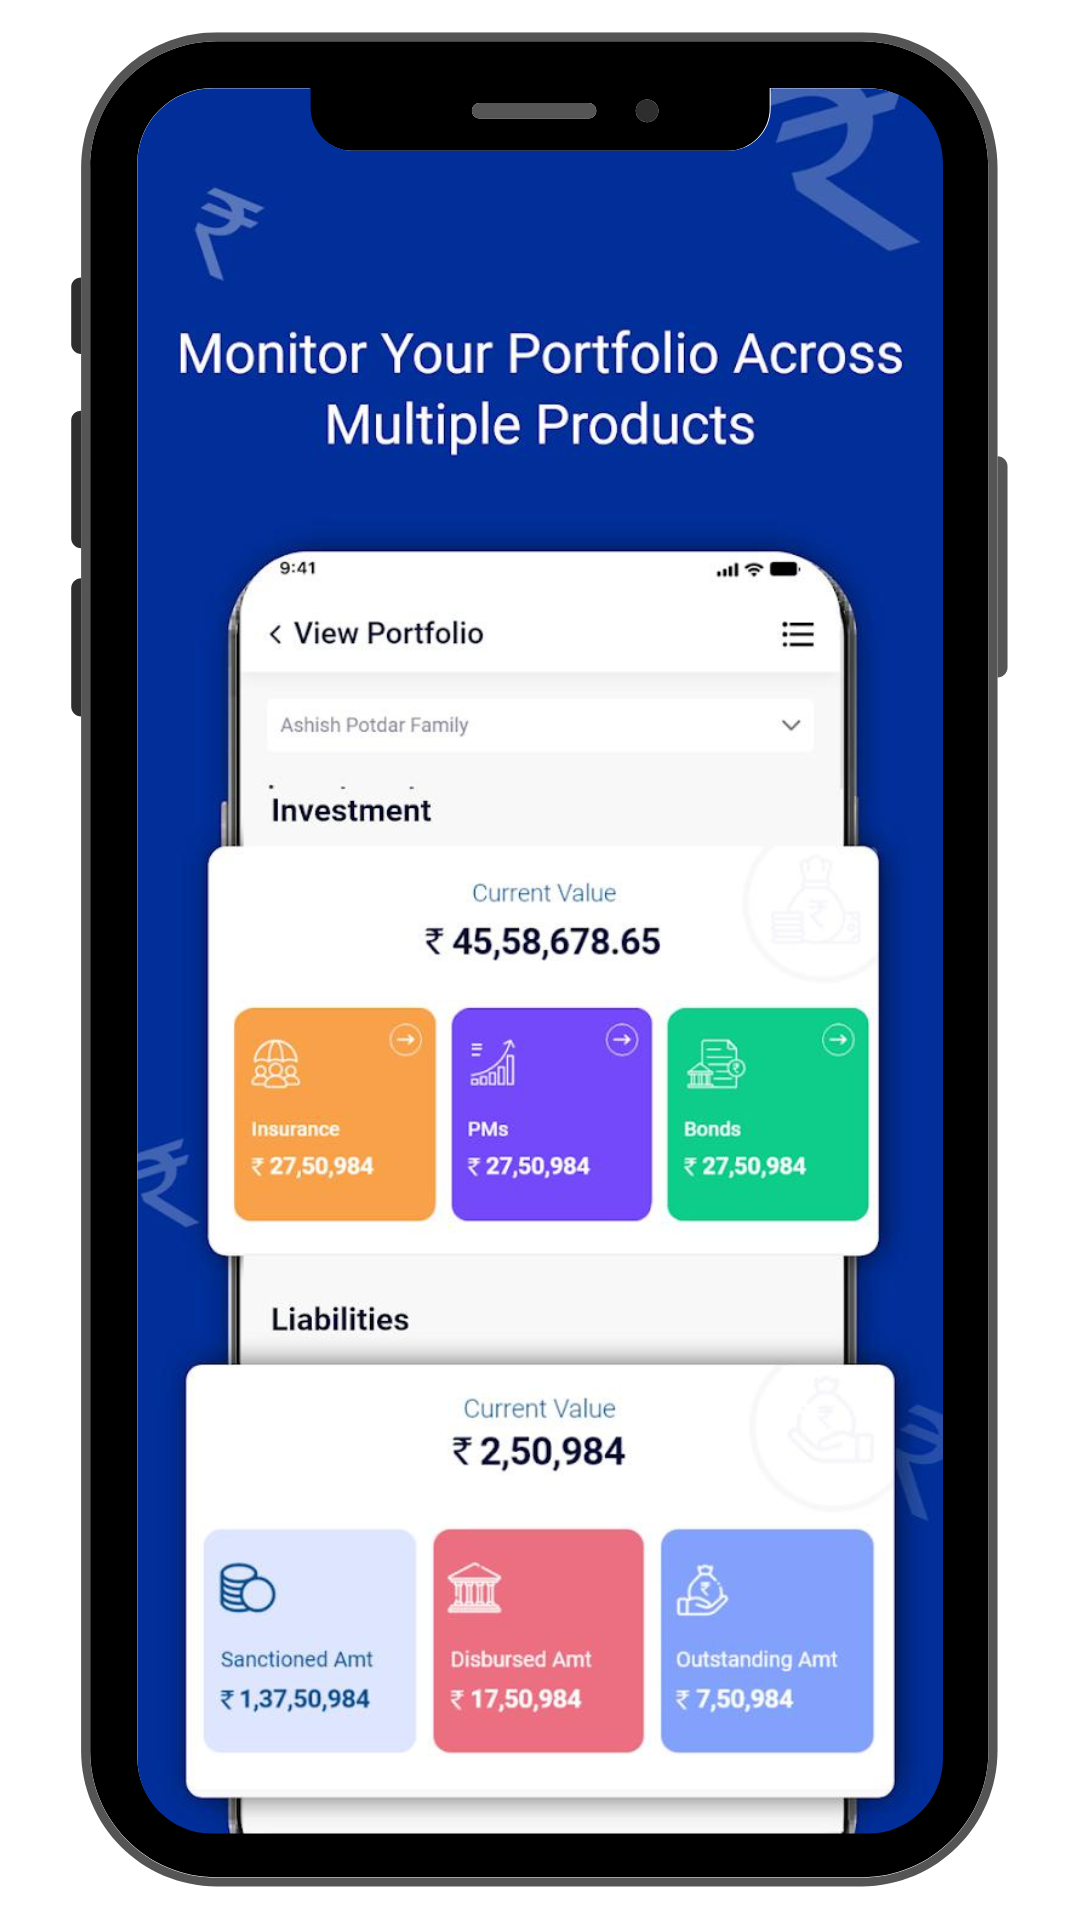 Monitor Your Portfolio Across
Multiple Products
9:41
View Portfolio
Ashish Potdar Family
Investment
Current Value
₹ 45,58,678.65
Insurance
₹ 27,50,984
PMs
₹ 27,50,984
Bonds
₹ 27,50,984
Liabilities
Current Value
₹ 2,50,984
Sanctioned Amt
₹ 1,37,50,984
Disbursed Amt
₹ 17,50,984
Outstanding Amt
₹ 7,50,984